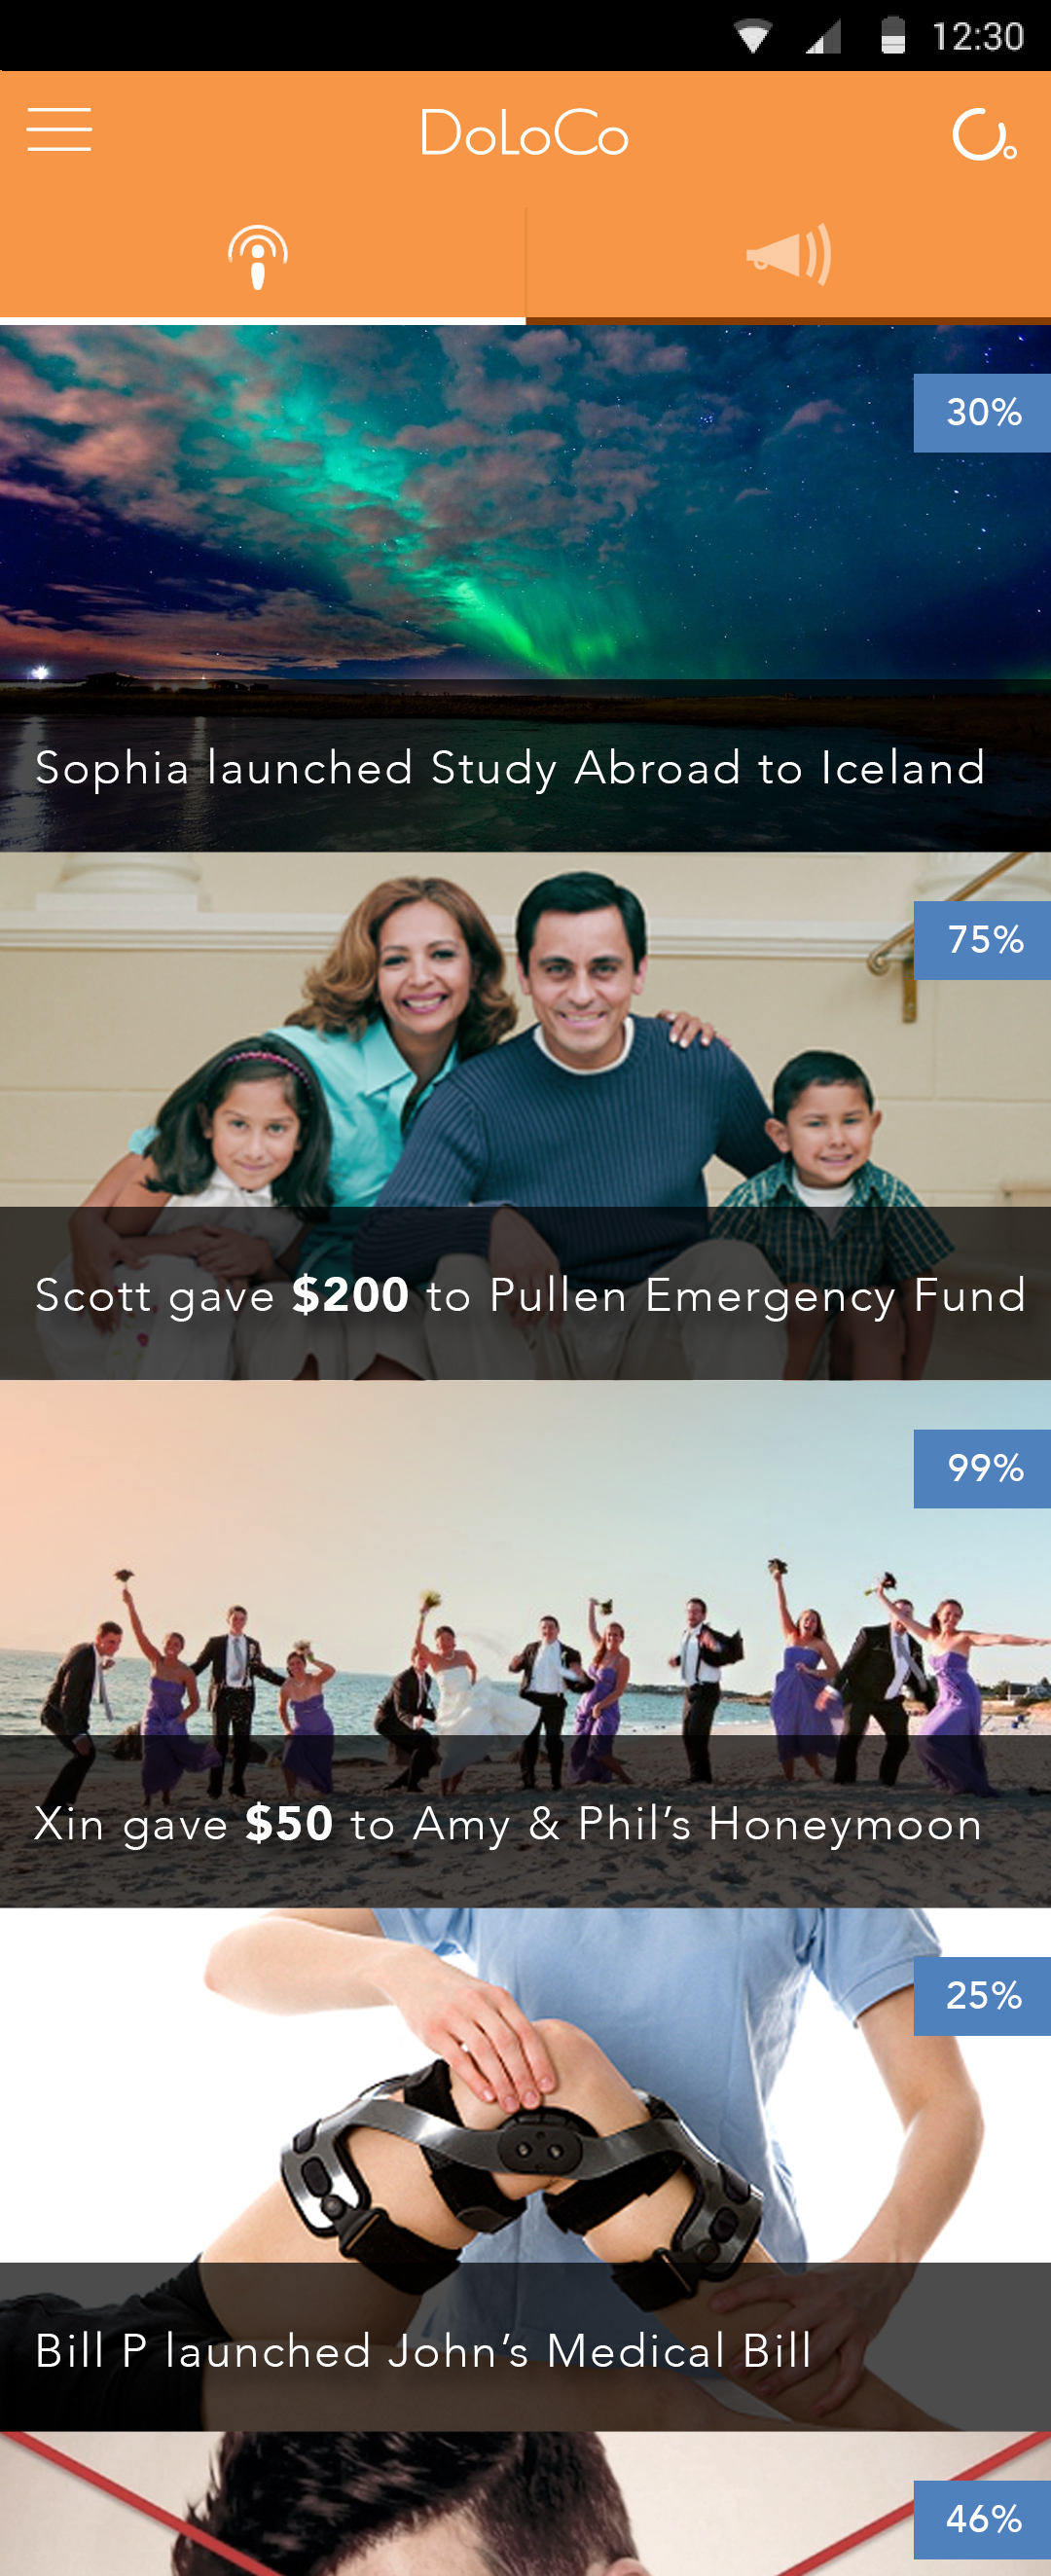 12:30
DoLoCo
30%
Sophia launched Study Abroad to Iceland
75%
Scott gave $200 to Pullen Emergency Fund
99%
Xin gave $50 to Amy & Phil’s Honeymoon
25%
Bill P launched John’s Medical Bill
46%